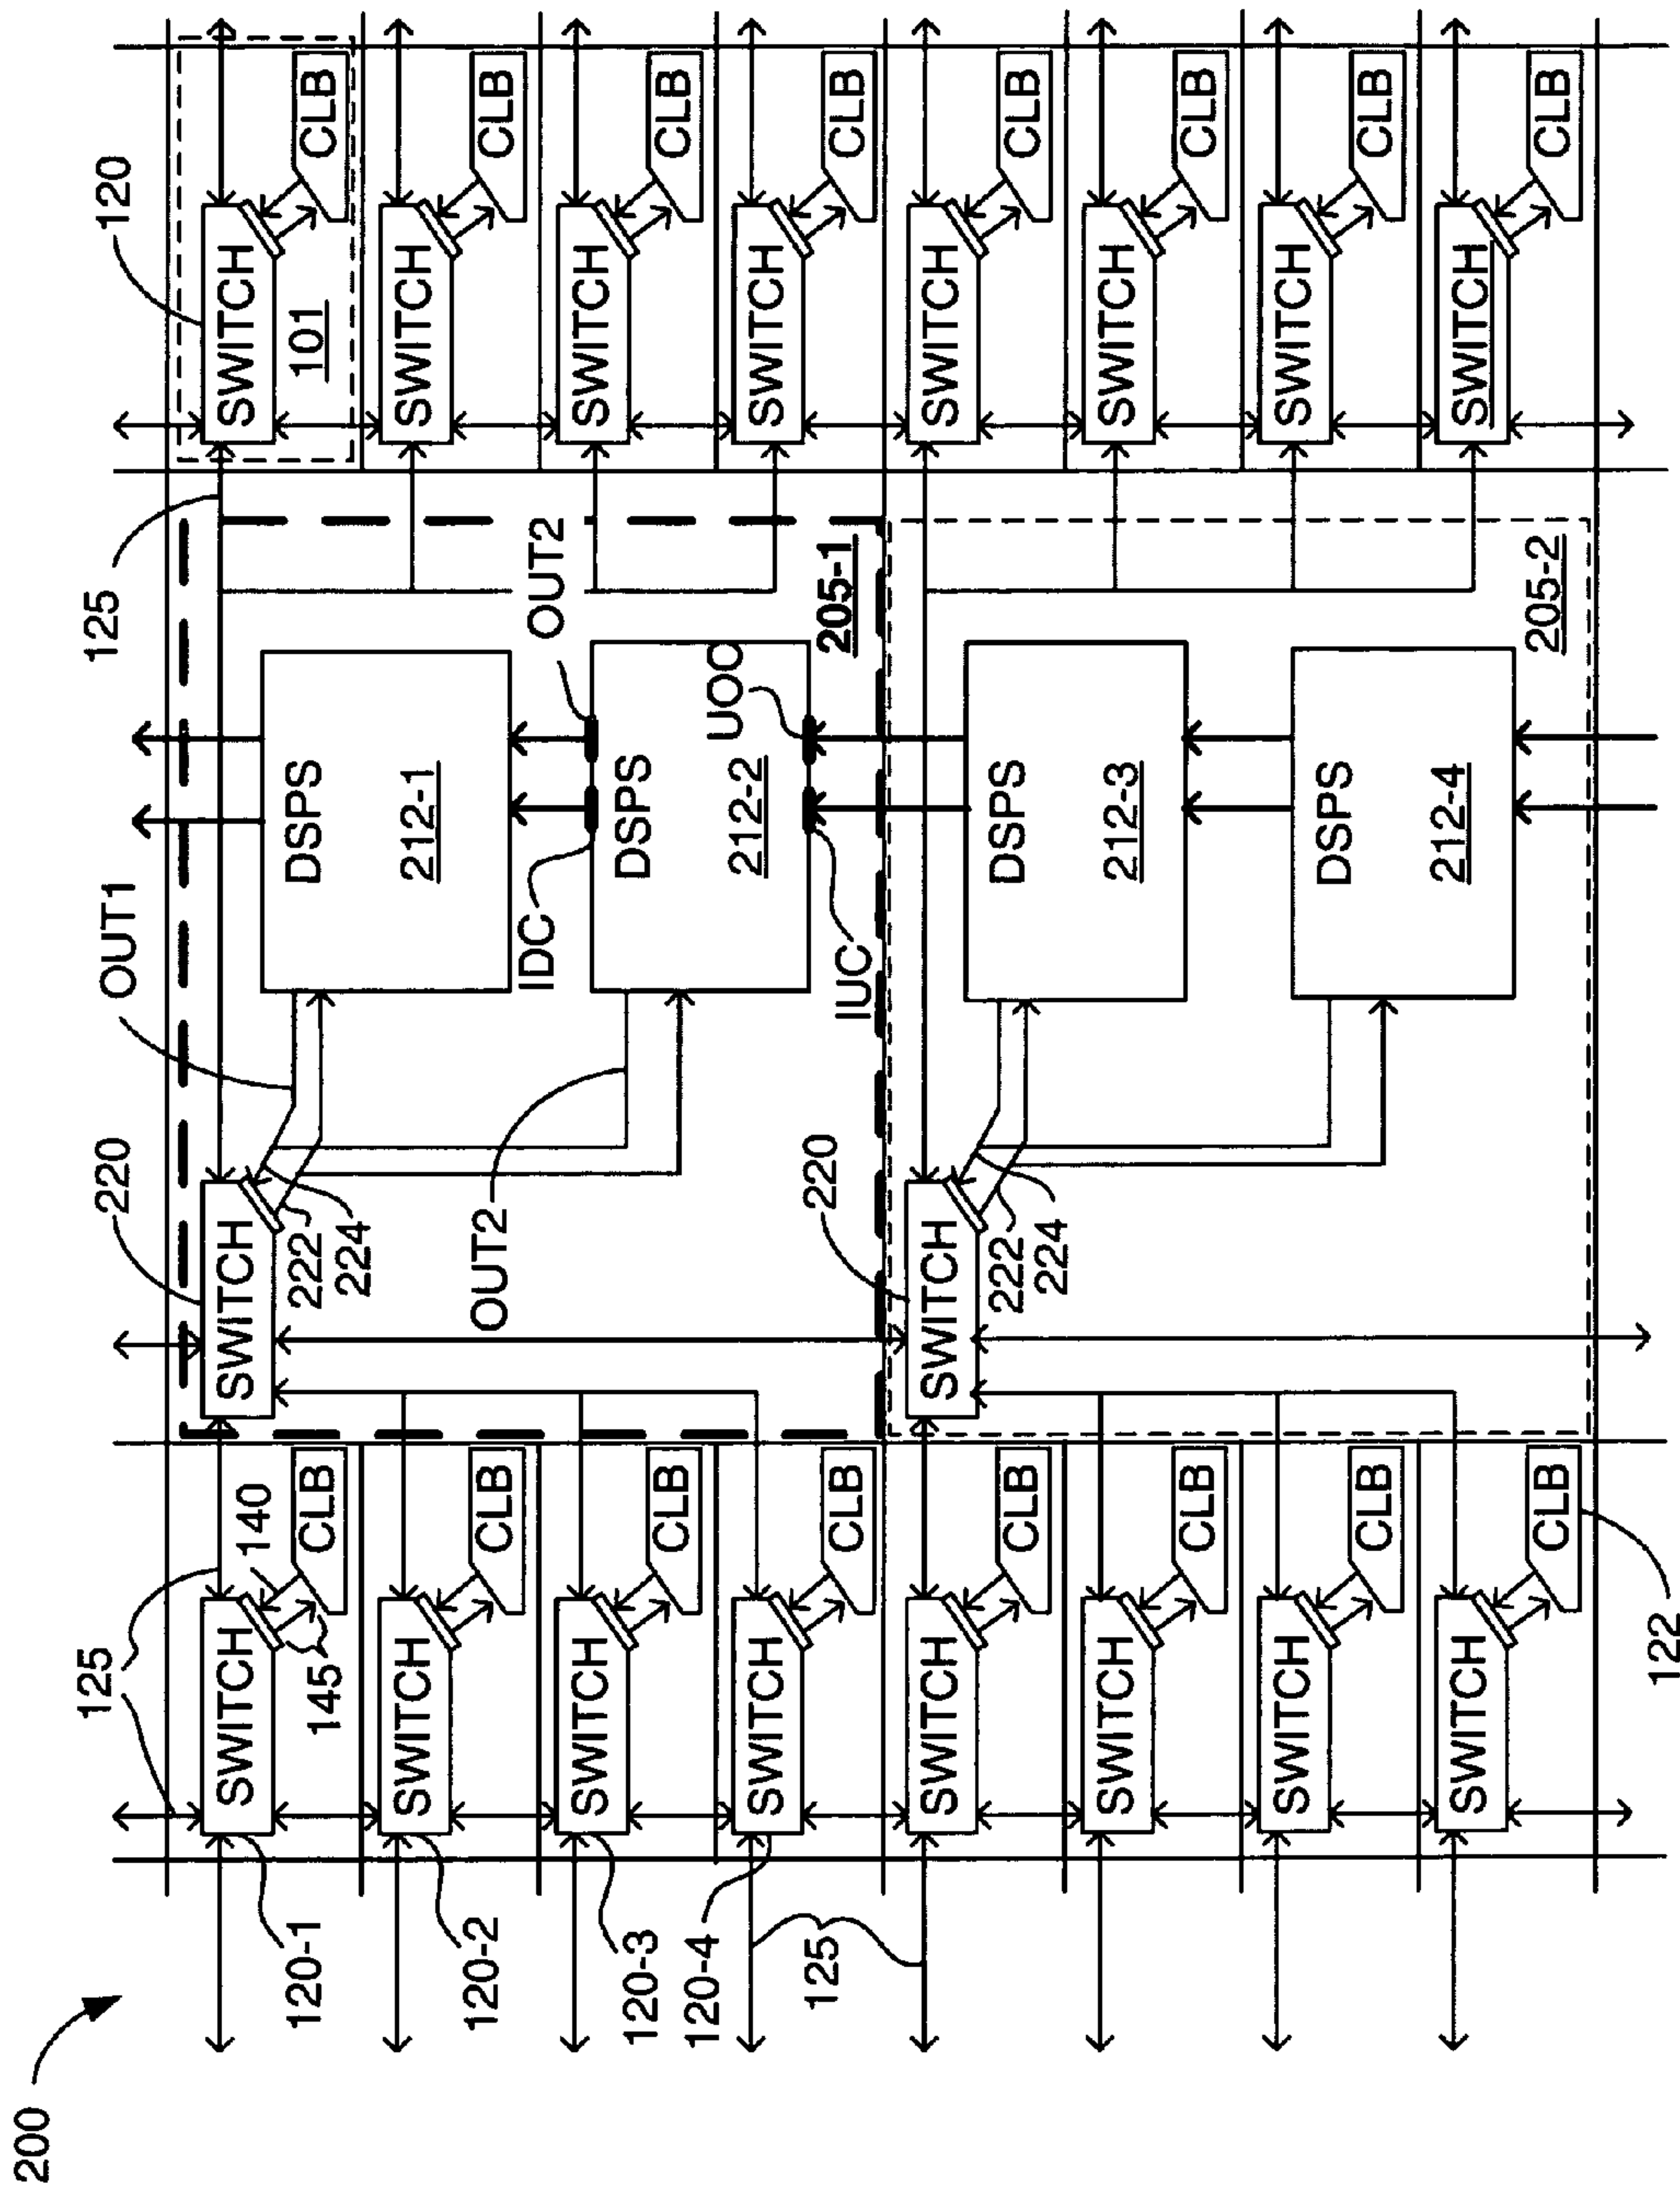 200
125
120-1
SWITCH
140
145
CLB
120-2
SWITCH
CLB
120-3
SWITCH
CLB
120-4
SWITCH
CLB
125
SWITCH
CLB
SWITCH
CLB
SWITCH
CLB
SWITCH
CLB
122
220
SWITCH
222
224
OUT1
OUT2
DSPS
212-1
IDC
OUT2
DSPS
212-2
UOC
IUC
205-1
125
220
SWITCH
222
224
DSPS
212-3
DSPS
212-4
205-2
120
SWITCH
101
CLB
SWITCH
CLB
SWITCH
CLB
SWITCH
CLB
SWITCH
CLB
SWITCH
CLB
SWITCH
CLB
SWITCH
CLB